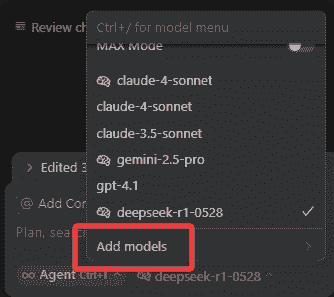 Review ch
Ctrl+/ for model menu
MAX Mode
claude-4-sonnet
claude-4-sonnet
claude-3.5-sonnet
gemini-2.5-pro
gpt-4.1
deepseek-r1-0528
Edited 3
@ Add Con
Plan, sear
Add models
Agent Ctrl+I
deepseek-r1-0528